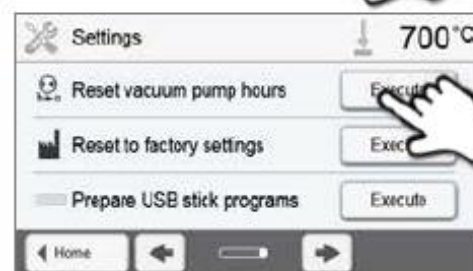 Settings 700°C
Reset vacuum pump hours
Reset to factory settings
Prepare USB stick programs Execute
Home